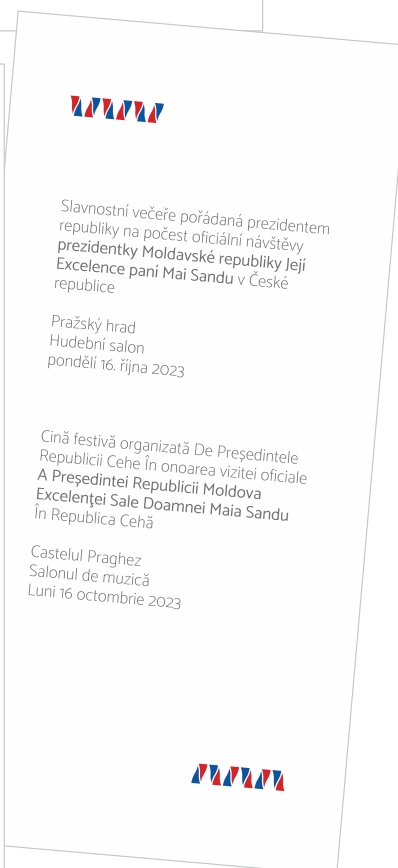 Slavnostní večeře pořádaná prezidentem
republiky na počest oficiální návštěvy
prezidentky Moldavské republiky Její
Excelence paní Mai Sandu v České
republice
Pražský hrad
Hudební salon
pondělí 16. října 2023
Cină festivă organizată De Președintele
Republicii Cehe În onoarea vizitei oficiale
A Președintei Republicii Moldova
Excelenţei Sale Doamnei Maia Sandu
În Republica Cehă
Castelul Praghez
Salonul de muzică
Luni 16 octombrie 2023